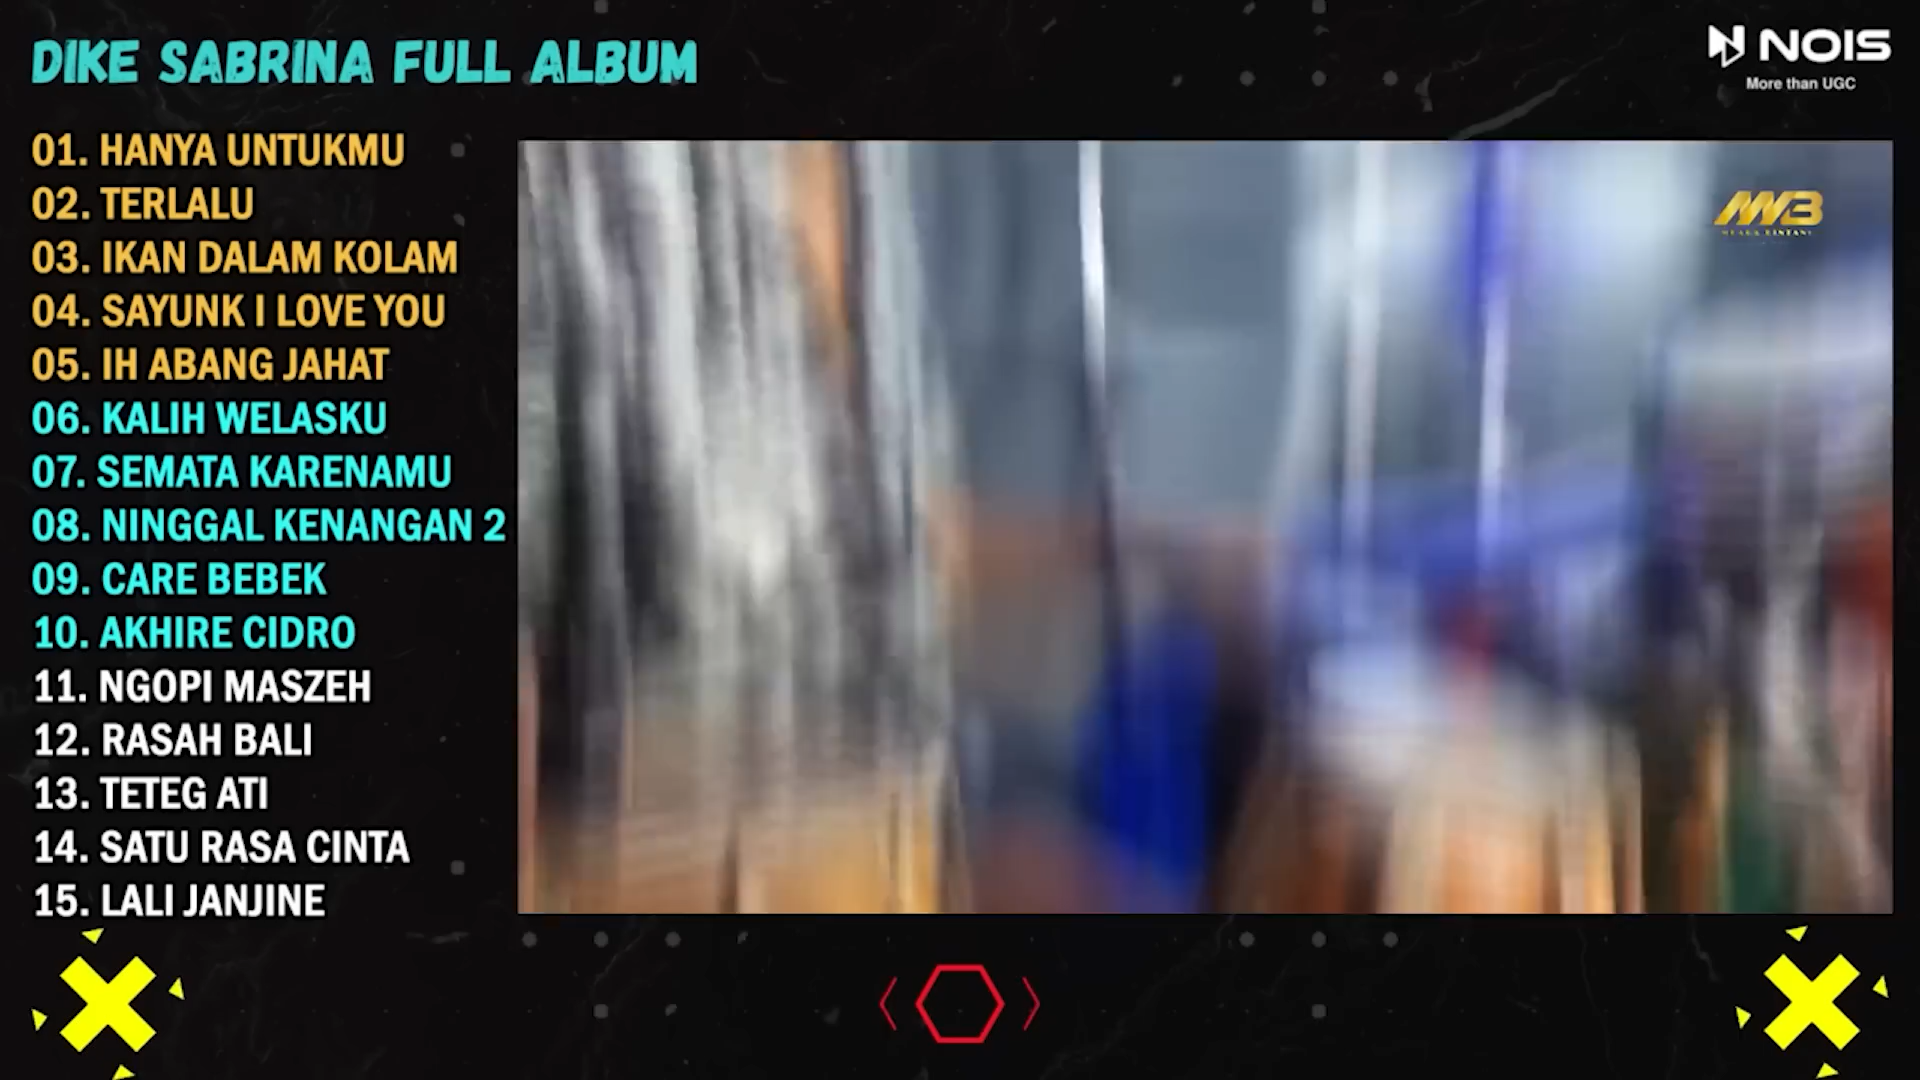 DIKE SABRINA FULL ALBUM
NOIS
More than UGC
01. HANYA UNTUKMU
02. TERLALU
03. IKAN DALAM KOLAM
04. SAYUNK I LOVE YOU
05. IH ABANG JAHAT
06. KALIH WELASKU
07. SEMATA KARENAMU
08. NINGGAL KENANGAN 2
09. CARE BEBEK
10. AKHIRE CIDRO
11. NGOPI MASZEH
12. RASAH BALI
13. TETEG ATI
14. SATU RASA CINTA
15. LALI JANJINE